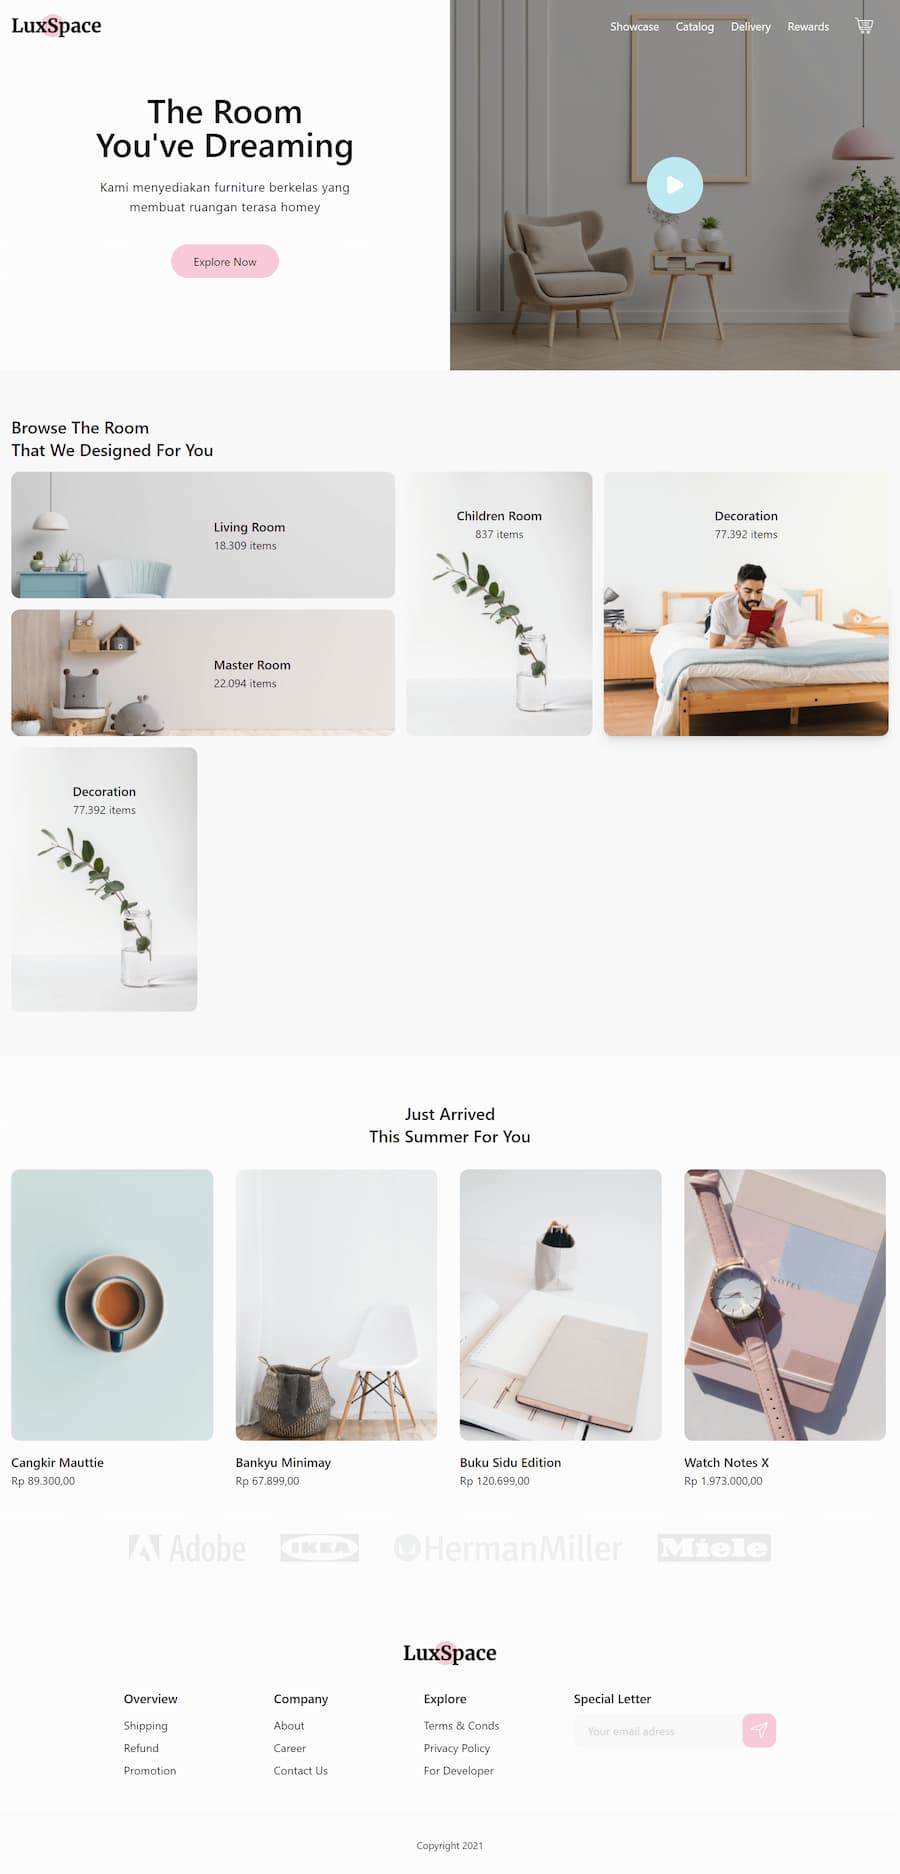 LuxSpace
Showcase Catalog Delivery Rewards
The Room
You've Dreaming
Kami menyediakan furniture berkelas yang
membuat ruangan terasa homey
Explore Now
Browse The Room
That We Designed For You
Living Room
18.309 items
Children Room
837 items
Decoration
77.392 items
Master Room
22.094 items
Decoration
77.392 items
Just Arrived
This Summer For You
NOTES
Cangkir Mauttie
Rp 89.300,00
Bankyu Minimay
Rp 67.899,00
Buku Sidu Edition
Rp 120.699,00
Watch Notes X
Rp 1.973.000,00
Adobe IKEA HermanMiller Miele
LuxSpace
Overview
Shipping
Refund
Promotion
Company
About
Career
Contact Us
Explore
Terms & Conds
Privacy Policy
For Developer
Special Letter
Your email adress
Copyright 2021